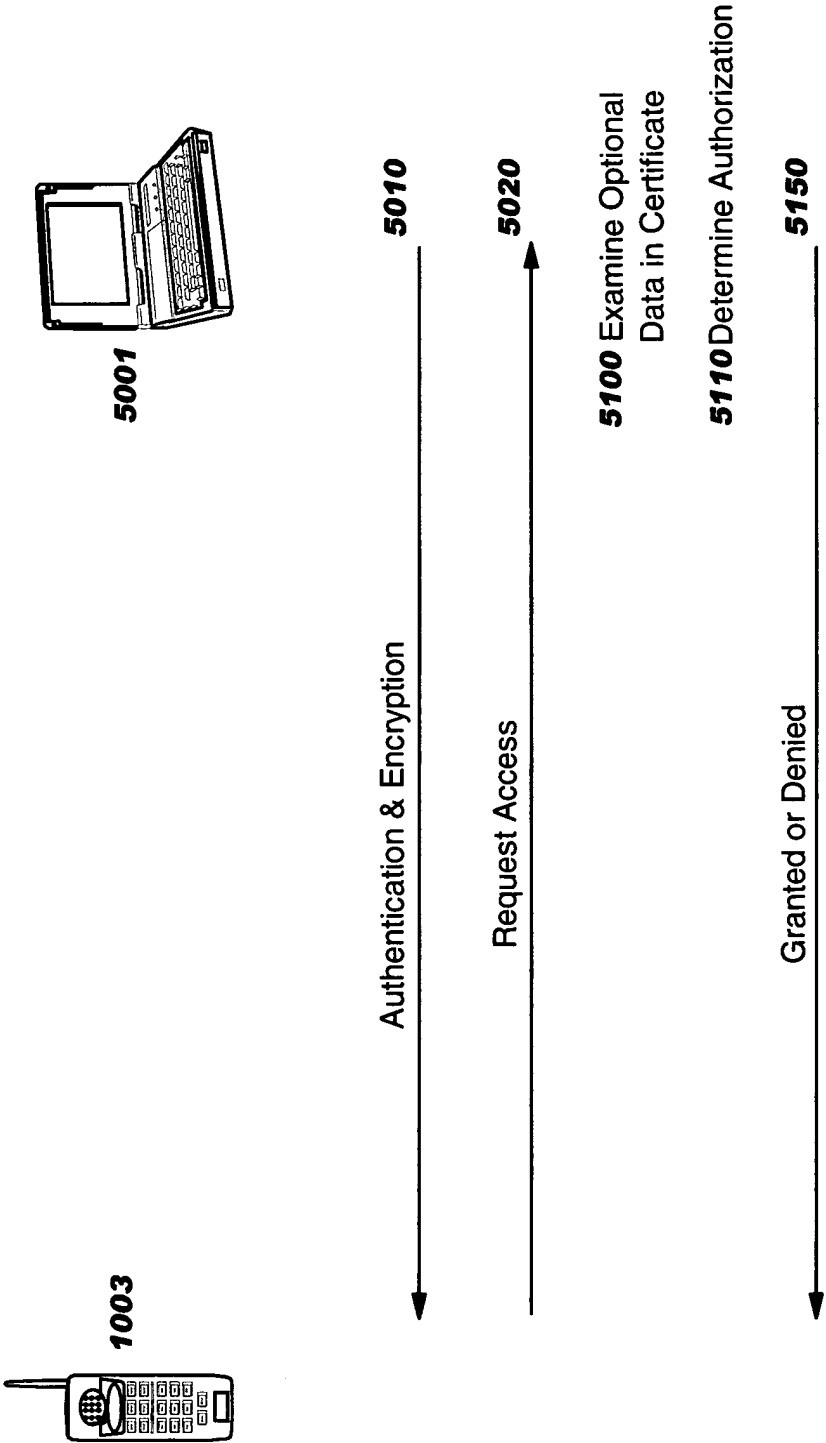 1003
5001
Authentication & Encryption
5010
Request Access
5020
5100 Examine Optional
Data in Certificate
5110 Determine Authorization
Granted or Denied
5150